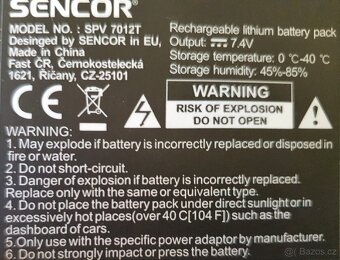 SENCOR
MODEL NO. : SPV 7012T
Desinged by SENCOR in EU,
Made in China
Fast ČR, Černokostelecká
1621, Říčany, CZ-25101
Rechargeable lithium battery pack
Output: ⎓ 7.4V
Storage temperature: 0 ℃-40 ℃
Storage humidity: 45%-85%
CE
WARNING
RISK OF EXPLOSION
DO NOT OPEN
WARNING:
1. May explode if battery is incorrectly replaced or disposed in
fire or water.
2. Do not short-circuit.
3. Danger of explosion if battery is incorrectly replaced.
Replace only with the same or equivalent type.
4. Do not place the battery pack under direct sunlight or in
excessively hot places(over 40 C[104 F]) such as the
dashboard of cars.
5.Only use with the specific power adaptor by manufacturer.
6. Do not strongly impact or press the battery.
Bazos.cz